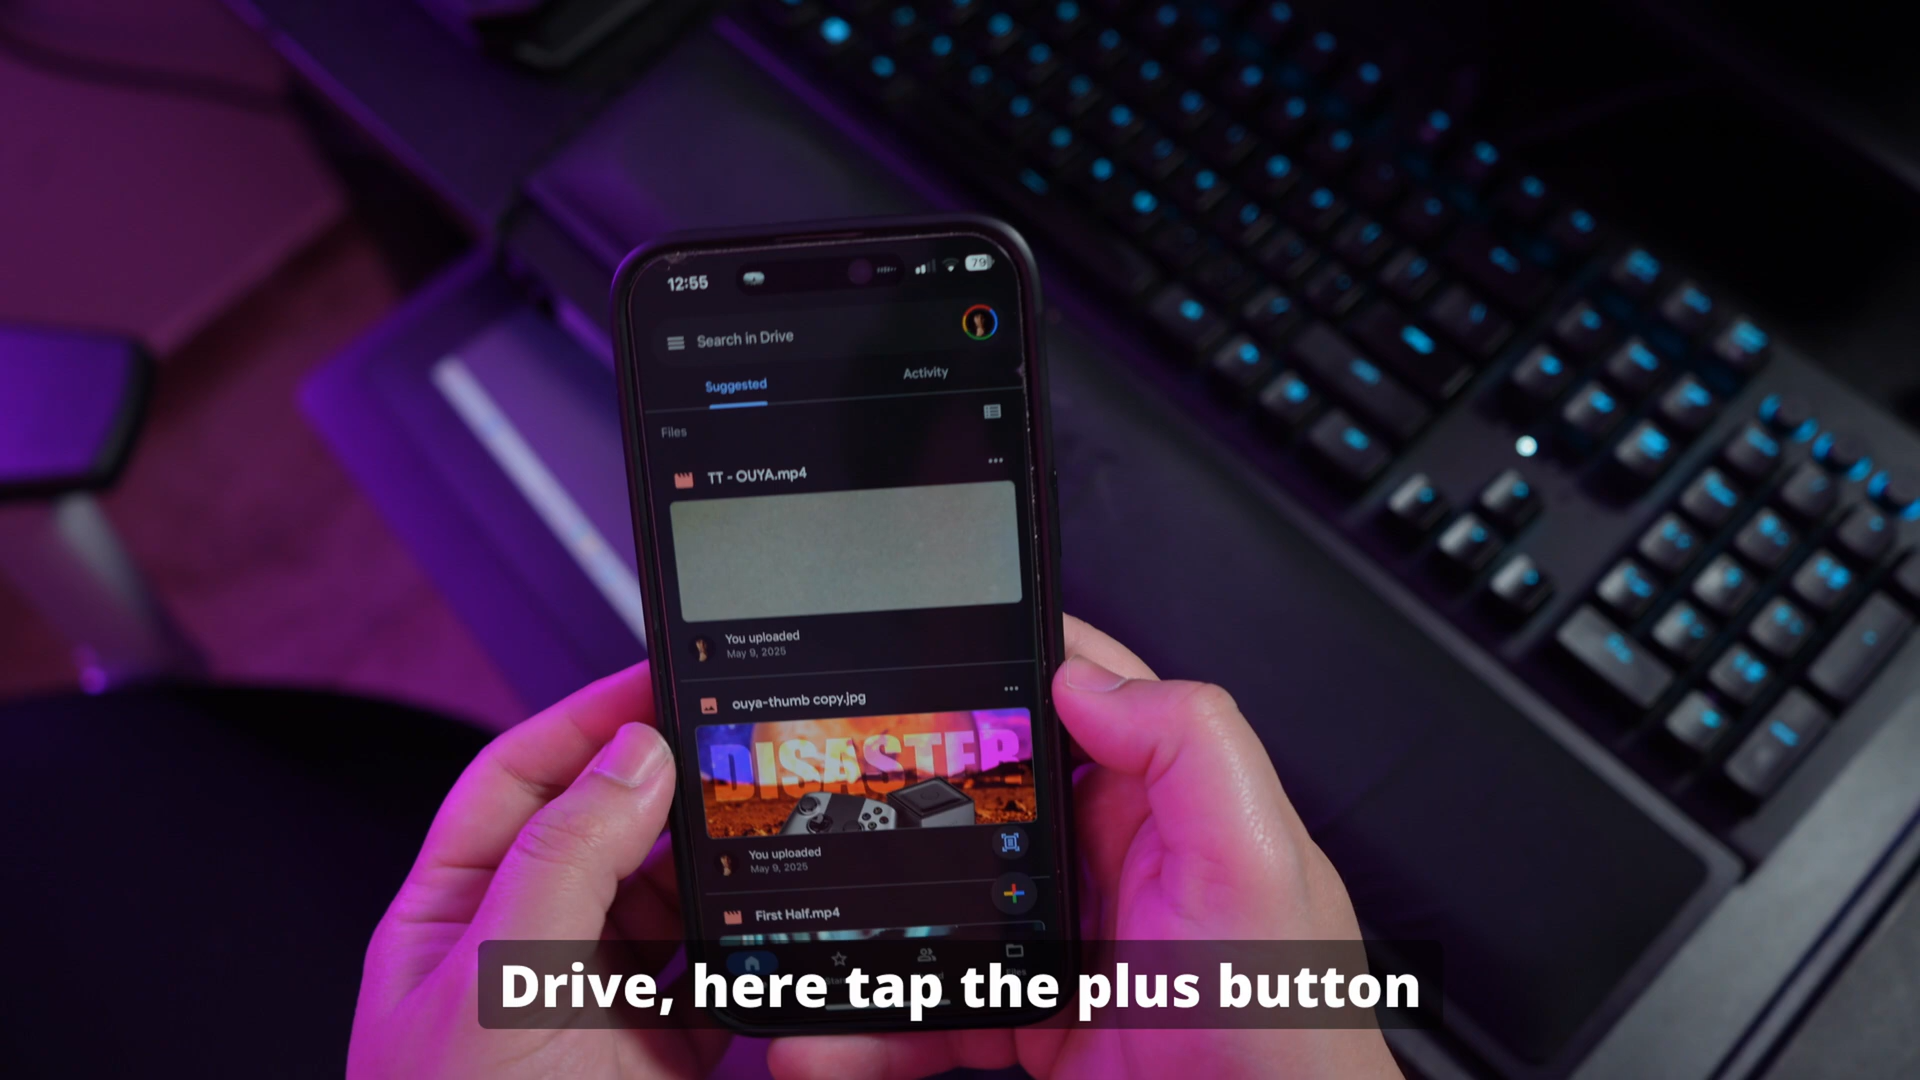 12:55
79
Search in Drive
Suggested
Activity
Files
TT - OUYA.mp4
You uploaded
May 9, 2025
ouya-thumb copy.jpg
DISASTER
You uploaded
May 9, 2025
First Half.mp4
Drive, here tap the plus button